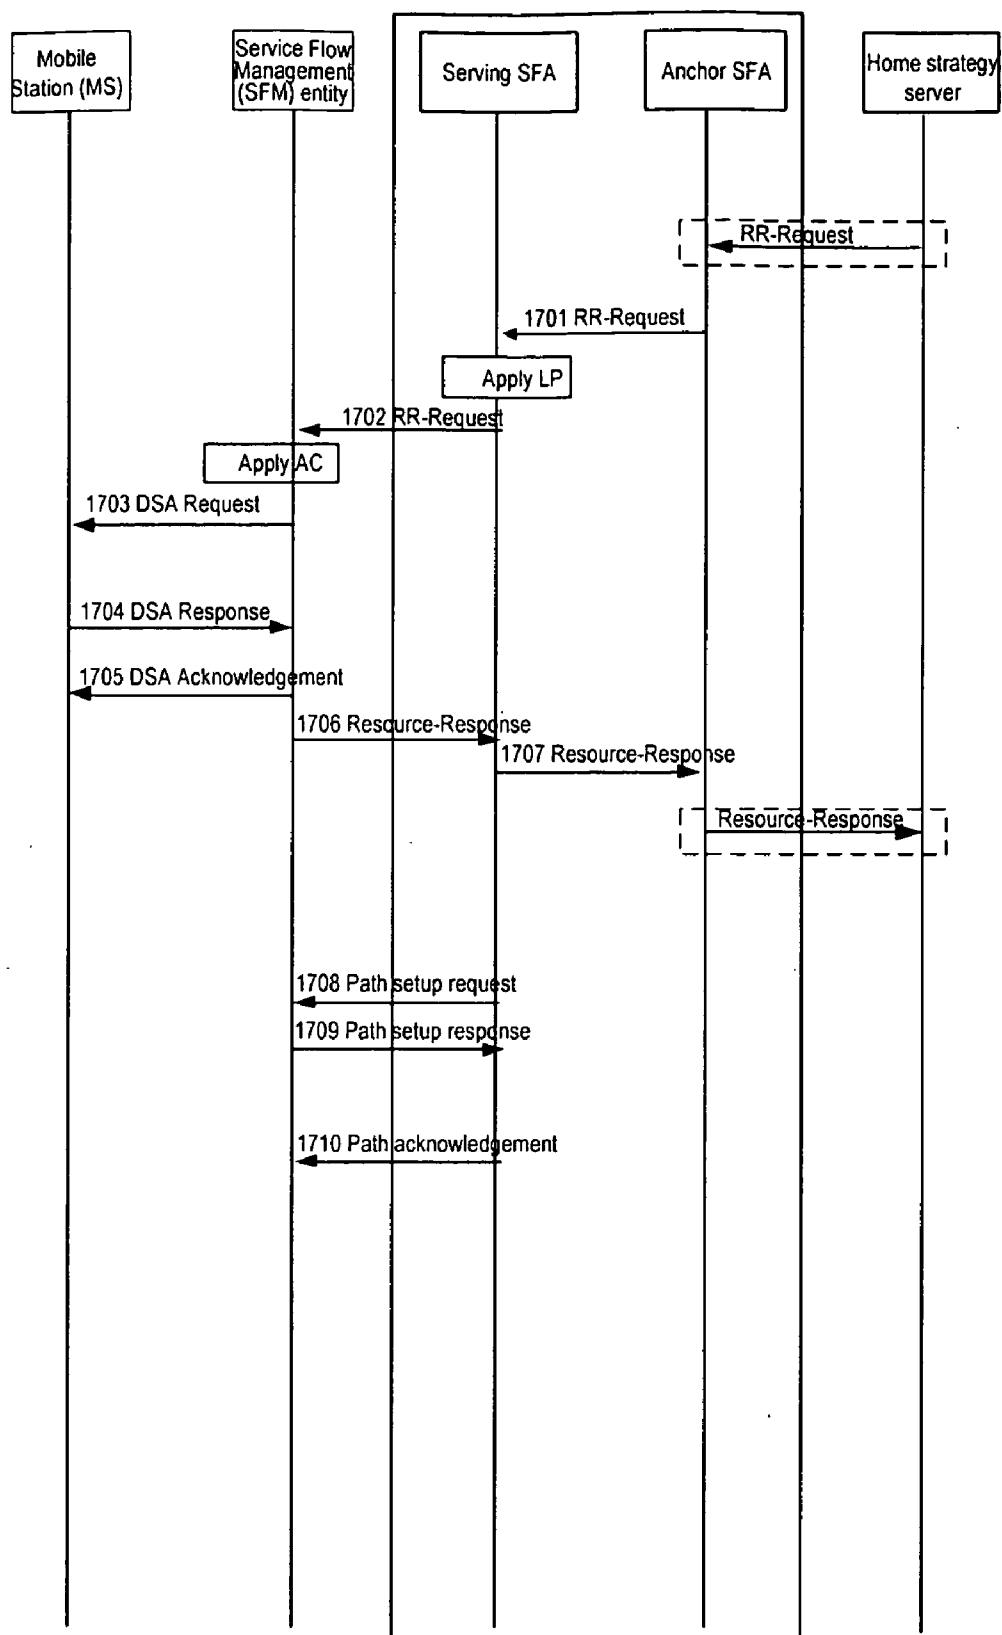 Mobile
Station (MS)
Service Flow
Management
(SFM) entity
Serving SFA
Anchor SFA
Home strategy
server
RR-Request
1701 RR-Request
Apply LP
1702 RR-Request
Apply AC
1703 DSA Request
1704 DSA Response
1705 DSA Acknowledgement
1706 Resource-Response
1707 Resource-Response
Resource-Response
1708 Path setup request
1709 Path setup response
1710 Path acknowledgement